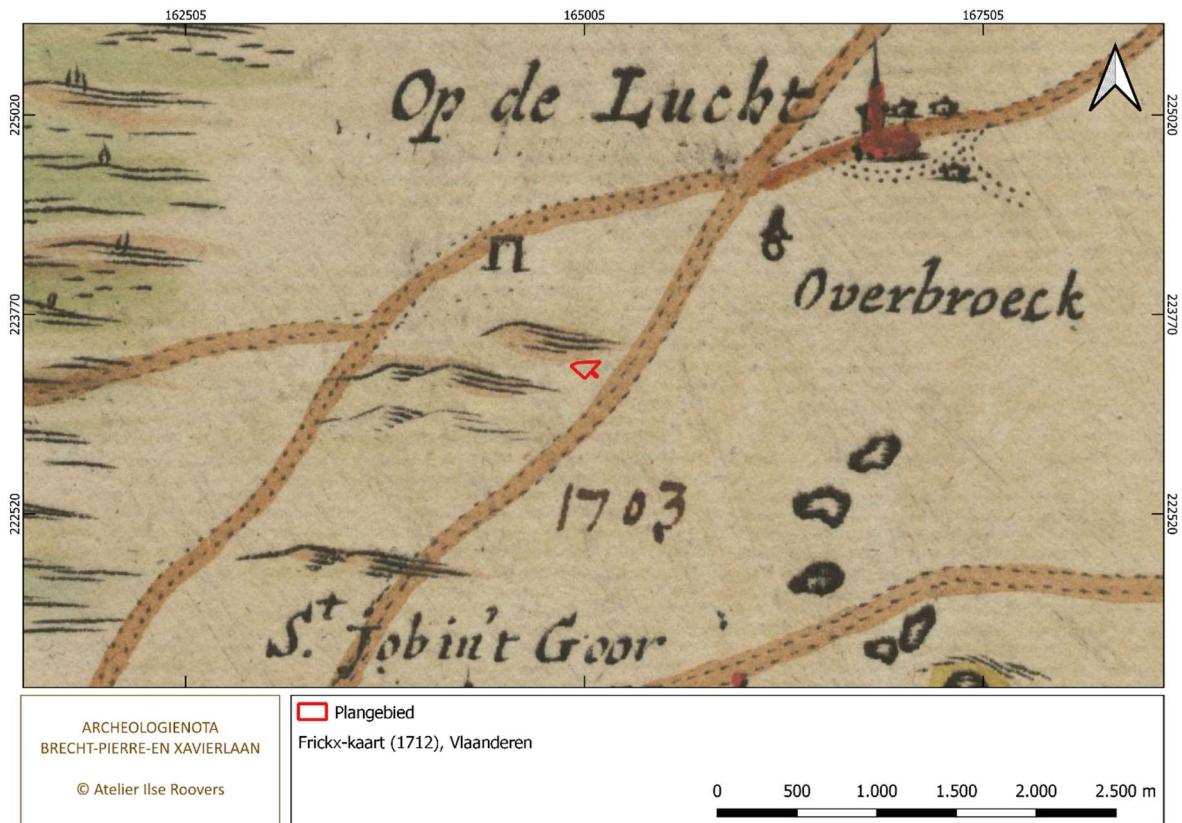 162505 165005 167505
225020 225020
Op de Lucht
Overbroeck
223770 223770
1703
222520 222520
St Jobin't Goor
ARCHEOLOGIENOTA
BRECHT-PIERRE-EN XAVIERLAAN
© Atelier Ilse Roovers
Plangebied
Frickx-kaart (1712), Vlaanderen
0 500 1.000 1.500 2.000 2.500 m